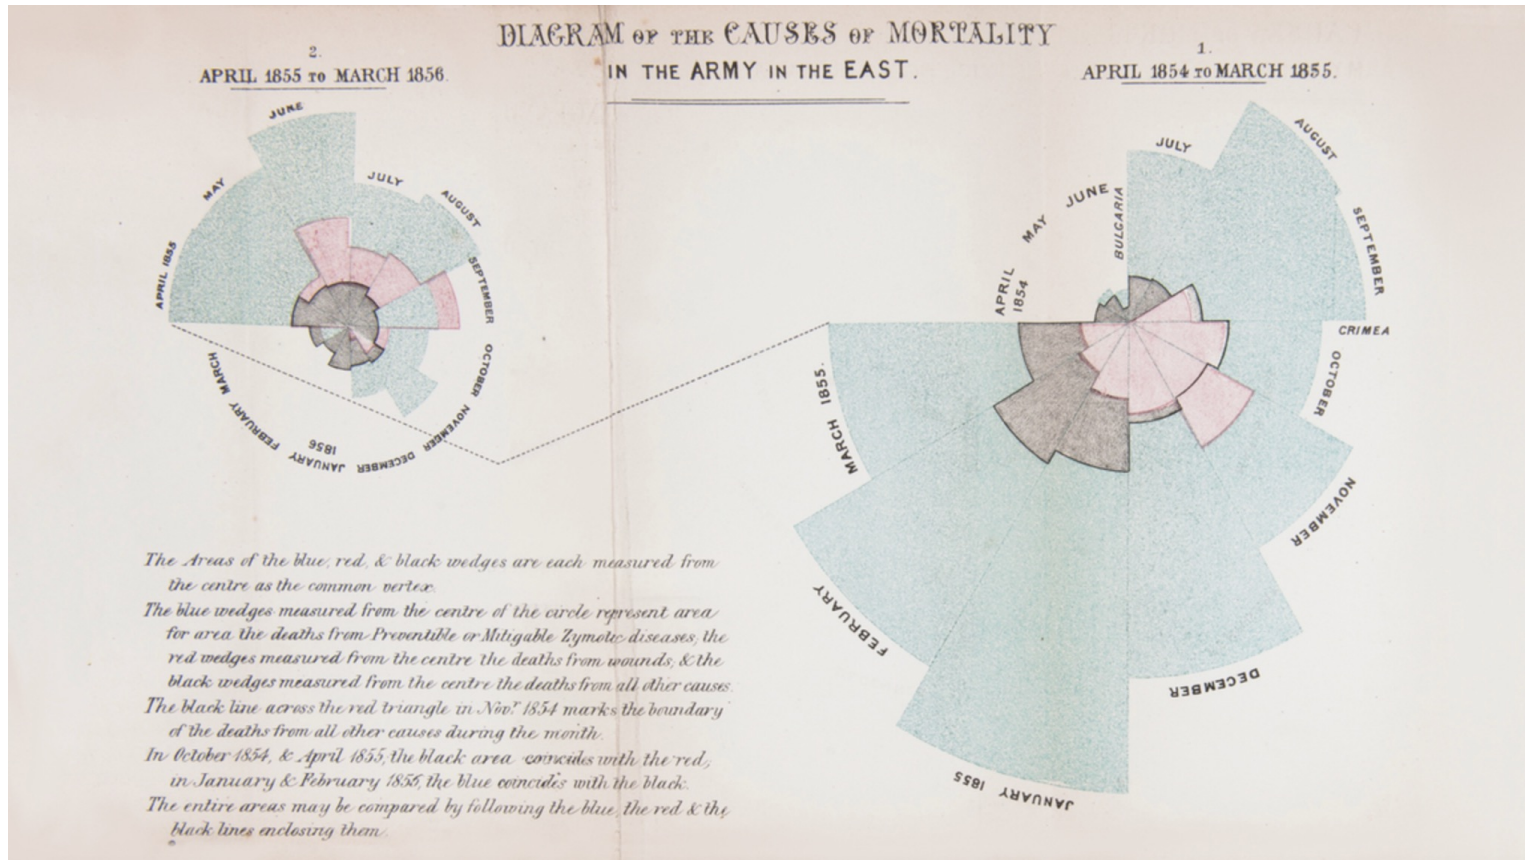 DIAGRAM OF THE CAUSES OF MORTALITY
IN THE ARMY IN THE EAST.
2.
APRIL 1855 TO MARCH 1856.
1.
APRIL 1854 TO MARCH 1855.
APRIL 1855
MAY
JUNE
JULY
AUGUST
SEPTEMBER
OCTOBER
NOVEMBER
DECEMBER
JANUARY 1856
FEBRUARY
MARCH
APRIL 1854
MAY
JUNE
BULGARIA
JULY
AUGUST
SEPTEMBER
CRIMEA
OCTOBER
NOVEMBER
DECEMBER
JANUARY 1855
FEBRUARY
MARCH 1855.
The Areas of the blue, red, & black wedges are each measured from
the centre as the common vertex.
The blue wedges measured from the centre of the circle represent area
for area the deaths from Preventible or Mitigable Zymotic diseases; the
red wedges measured from the centre the deaths from wounds; & the
black wedges measured from the centre the deaths from all other causes.
The black line across the red triangle in Novr. 1854 marks the boundary
of the deaths from all other causes during the month.
In October 1854, & April 1855, the black area coincides with the red;
in January & February 1856, the blue coincides with the black.
The entire areas may be compared by following the blue, the red & the
black lines enclosing them.